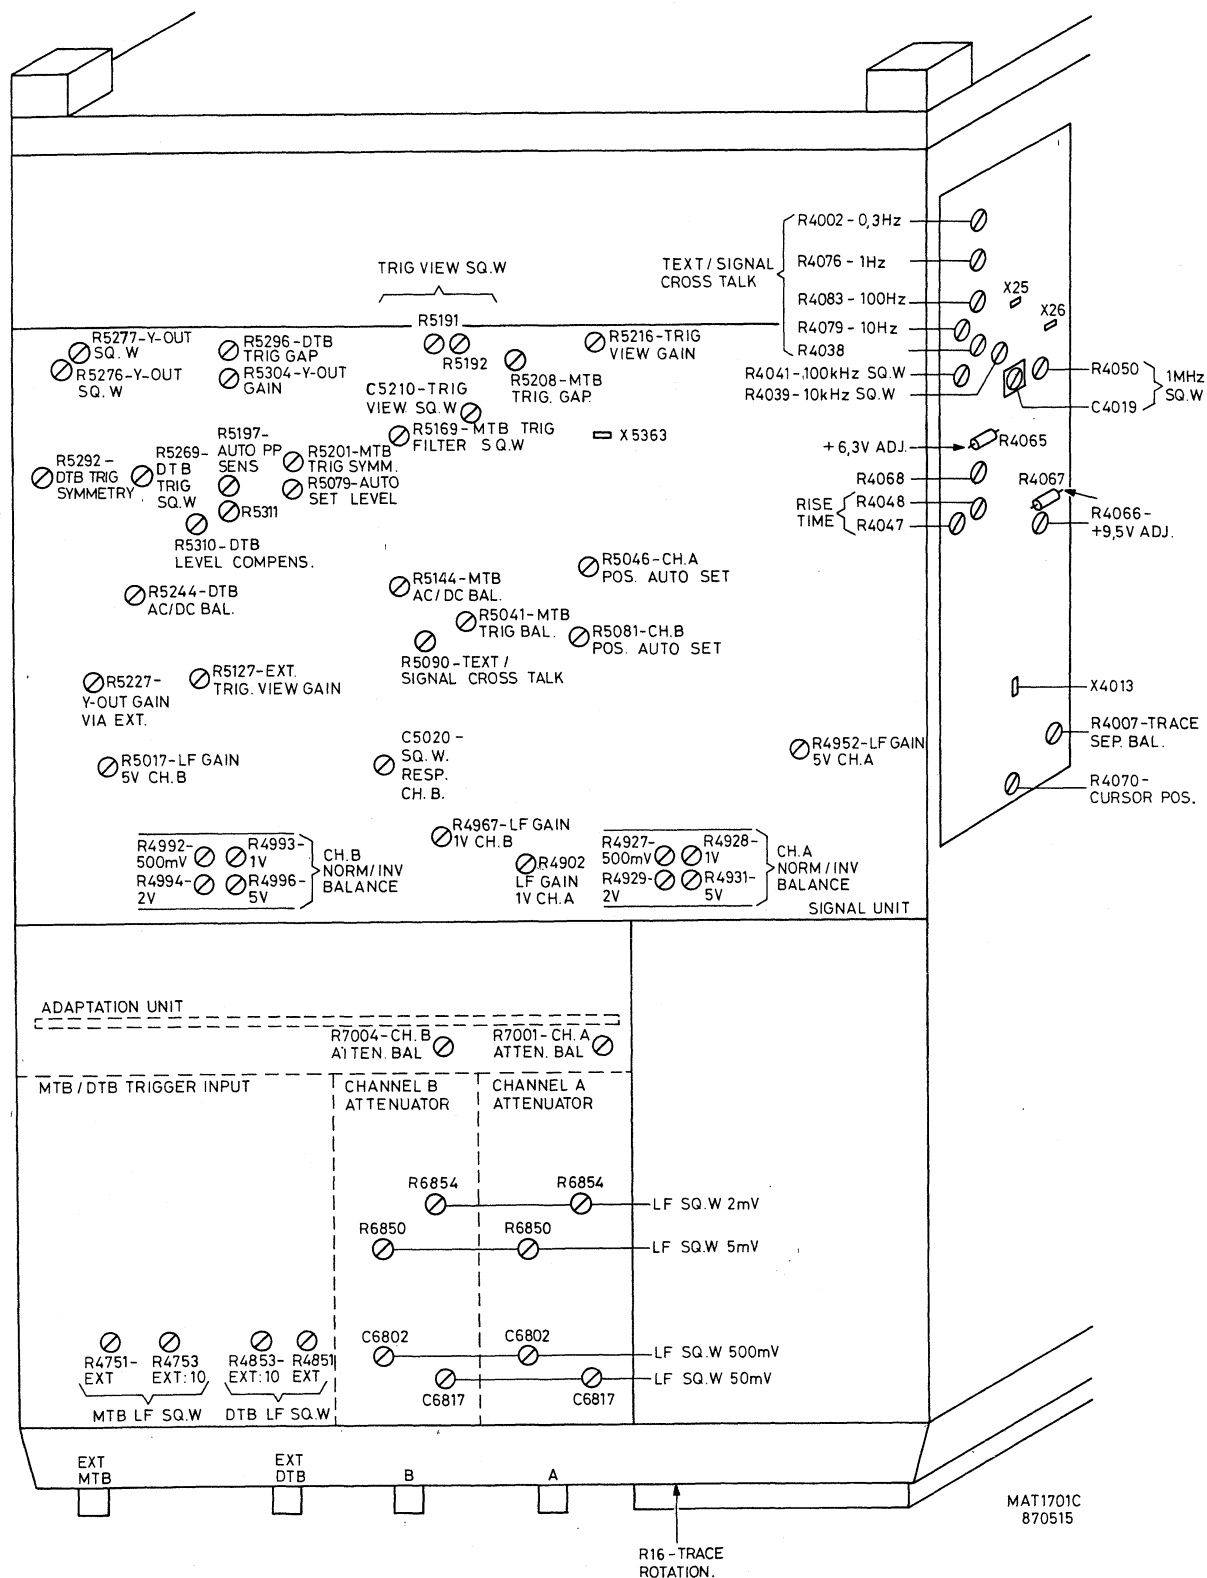 R4002-0,3Hz
TRIG VIEW SQ.W
TEXT/SIGNAL
CROSS TALK
R4076-1Hz
R4083-100Hz
X25
X26
R4079-10Hz
R4038
R4041-,100kHz SQ.W
R4039-10kHz SQ.W
R4050
C4019
1MHz
SQ.W
R5277-Y-OUT
SQ.W
R5276-Y-OUT
SQ.W
R5296-DTB
TRIG GAP
R5304-Y-OUT
GAIN
R5191
R5192
R5216-TRIG
VIEW GAIN
R5208-MTB
TRIG. GAP.
C5210-TRIG
VIEW SQ.W
R5169-MTB TRIG
FILTER SQ.W
X5363
+6,3V ADJ.
R4065
R4068
R4067
RISE
TIME
R4048
R4047
R4066-
+9,5V ADJ.
R5292-
DTB TRIG
SYMMETRY
R5269-
DTB
TRIG
SQ.W
R5197-
AUTO PP
SENS
R5201-MTB
TRIG SYMM.
R5079-AUTO
SET LEVEL
R5311
R5310-DTB
LEVEL COMPENS.
R5244-DTB
AC/DC BAL.
R5144-MTB
AC/DC BAL.
R5046-CH.A
POS. AUTO SET
R5041-MTB
TRIG BAL.
R5081-CH.B
POS. AUTO SET
R5090-TEXT/
SIGNAL CROSS TALK
R5227-
Y-OUT GAIN
VIA EXT.
R5127-EXT.
TRIG. VIEW GAIN
X4013
R4007-TRACE
SEP. BAL.
R4070-
CURSOR POS.
R5017-LF GAIN
5V CH.B
C5020-
SQ.W.
RESP.
CH.B.
R4952-LF GAIN
5V CH.A
R4967-LF GAIN
1V CH.B
R4902
LF GAIN
1V CH.A
R4992-
500mV
R4993-
1V
R4994-
2V
R4996-
5V
CH.B
NORM/INV
BALANCE
R4927-
500mV
R4928-
1V
R4929-
2V
R4931-
5V
CH.A
NORM/INV
BALANCE
SIGNAL UNIT
ADAPTATION UNIT
R7004-CH.B
ATTEN. BAL
R7001-CH.A
ATTEN. BAL
MTB/DTB TRIGGER INPUT
CHANNEL B
ATTENUATOR
CHANNEL A
ATTENUATOR
R6854
R6854
LF SQ.W 2mV
R6850
R6850
LF SQ.W 5mV
C6802
C6802
LF SQ.W 500mV
LF SQ.W 50mV
C6817
C6817
R4751-
EXT
R4753
EXT:10
R4853-
EXT:10
R4851
EXT
MTB LF SQ.W
DTB LF SQ.W
EXT
MTB
EXT
DTB
B
A
R16-TRACE
ROTATION.
MAT1701C
870515